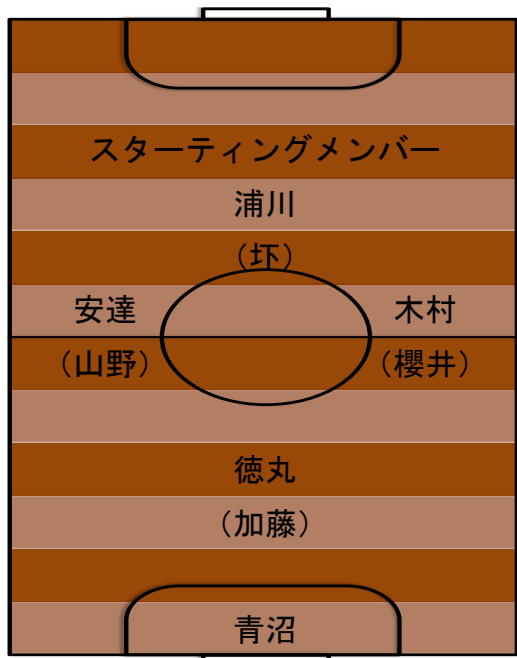 スターティングメンバー
浦川
(圷)
安達 木村
(山野) (櫻井)
徳丸
(加藤)
青沼